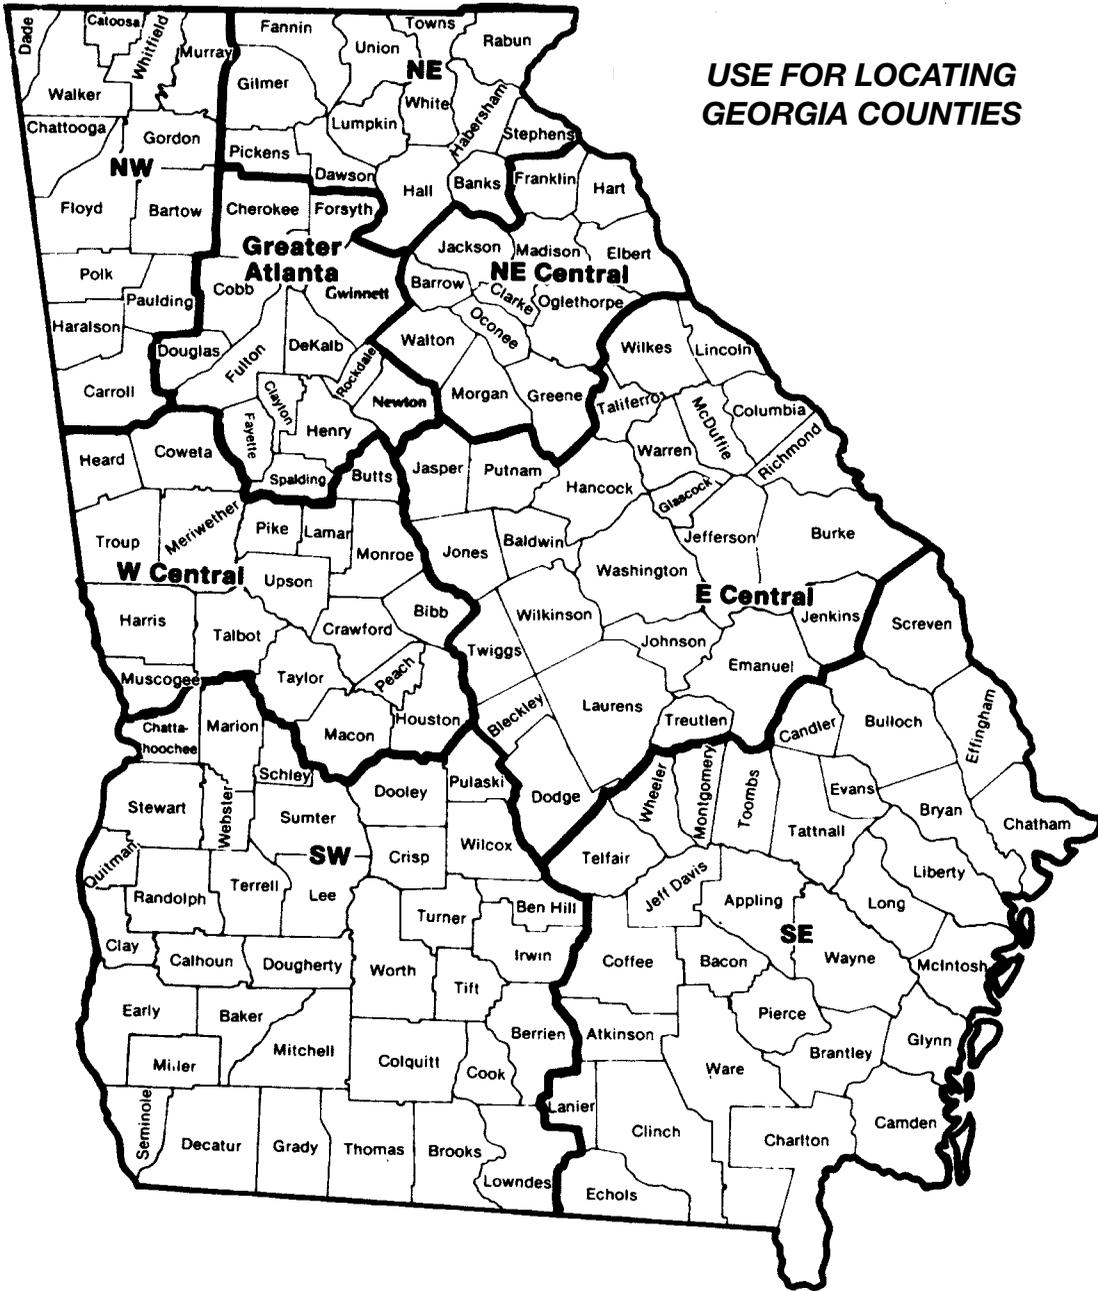 USE FOR LOCATING
GEORGIA COUNTIES
Dade
Catoosa
Whitfield
Murray
Fannin
Union
Towns
Rabun
NE
Walker
Gilmer
White
Habersham
Lumpkin
Stephens
Chattooga
Gordon
NW
Pickens
Dawson
Hall
Banks
Franklin
Hart
Floyd
Bartow
Cherokee
Forsyth
Greater
Atlanta
Jackson
Madison
Elbert
NE Central
Polk
Paulding
Cobb
Gwinnett
Barrow
Clarke
Oglethorpe
Oconee
Haralson
Douglas
Fulton
DeKalb
Rockdale
Walton
Wilkes
Lincoln
Carroll
Clayton
Newton
Morgan
Greene
Taliferro
McDuffie
Columbia
Fayette
Henry
Heard
Coweta
Spalding
Butts
Jasper
Putnam
Hancock
Warren
Glascock
Richmond
Troup
Meriwether
Pike
Lamar
Monroe
Jones
Baldwin
Jefferson
Burke
W Central
Upson
Washington
E Central
Harris
Talbot
Crawford
Bibb
Wilkinson
Johnson
Jenkins
Screven
Muscogee
Taylor
Peach
Twiggs
Emanuel
Chatta-
hoochee
Marion
Macon
Houston
Bleckley
Laurens
Treutlen
Candler
Bulloch
Effingham
Stewart
Webster
Schley
Sumter
Dooley
Pulaski
Dodge
Wheeler
Montgomery
Toombs
Tattnall
Evans
Bryan
Chatham
SW
Quitman
Randolph
Terrell
Lee
Crisp
Wilcox
Telfair
Jeff Davis
Appling
Long
Liberty
Turner
Ben Hill
SE
Clay
Calhoun
Dougherty
Worth
Irwin
Coffee
Bacon
Wayne
McIntosh
Tift
Early
Baker
Berrien
Atkinson
Pierce
Miller
Mitchell
Colquitt
Cook
Ware
Brantley
Glynn
Seminole
Decatur
Grady
Thomas
Brooks
Lanier
Clinch
Charlton
Camden
Lowndes
Echols